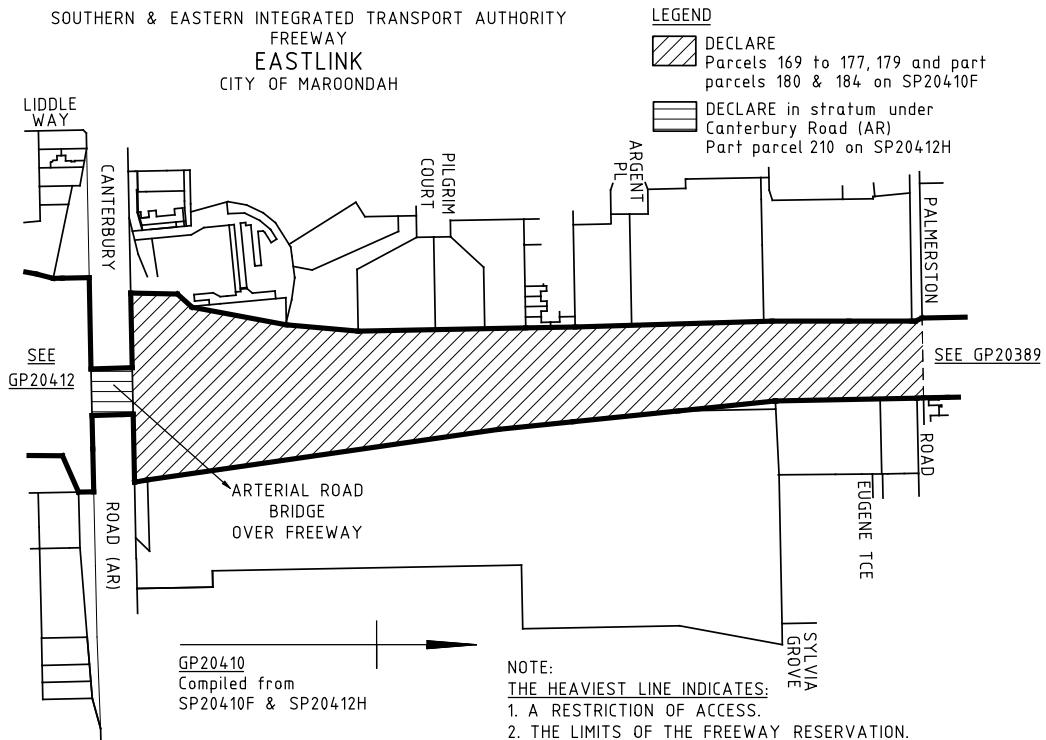 SOUTHERN & EASTERN INTEGRATED TRANSPORT AUTHORITY
FREEWAY
EASTLINK
CITY OF MAROONDAH
LEGEND
DECLARE
Parcels 169 to 177, 179 and part
parcels 180 & 184 on SP20410F
DECLARE in stratum under
Canterbury Road (AR)
Part parcel 210 on SP20412H
LIDDLE
WAY
CANTERBURY
PILGRIM
COURT
ARGENT
PL
PALMERSTON
SEE
GP20412
SEE GP20389
ARTERIAL ROAD
BRIDGE
OVER FREEWAY
ROAD (AR)
ROAD
EUGENE TCE
SYLVIA
GROVE
GP20410
Compiled from
SP20410F & SP20412H
NOTE:
THE HEAVIEST LINE INDICATES:
1. A RESTRICTION OF ACCESS.
2. THE LIMITS OF THE FREEWAY RESERVATION.